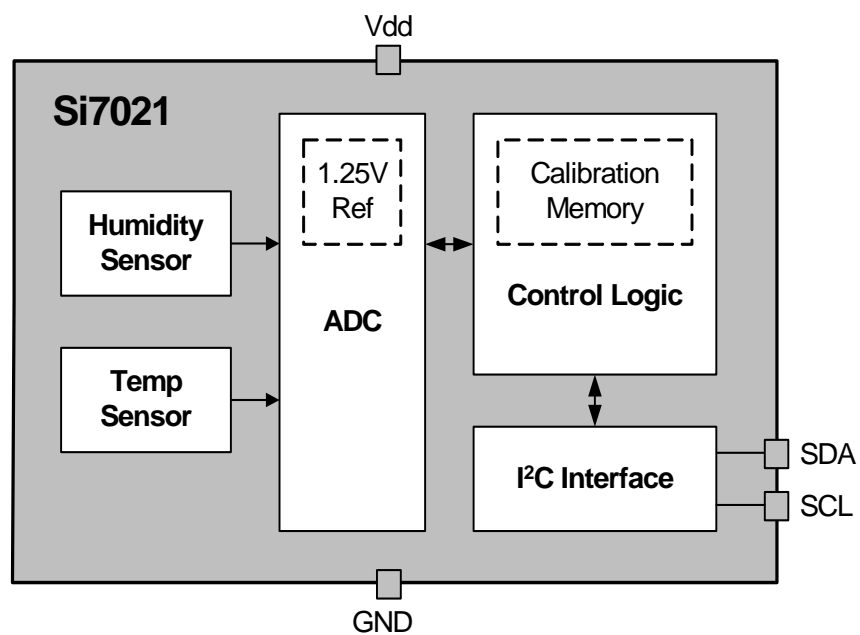 Vdd
Si7021
1.25V
Ref
Calibration
Memory
Humidity
Sensor
Control Logic
ADC
Temp
Sensor
I²C Interface
SDA
SCL
GND